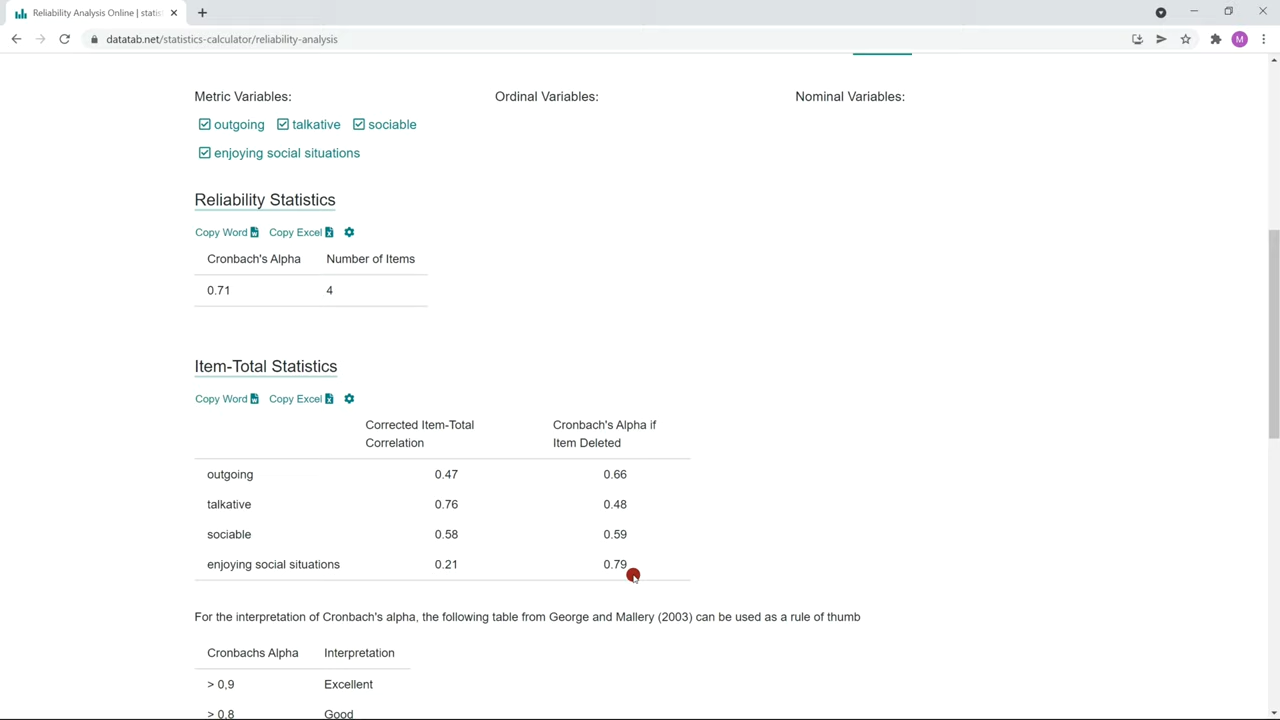 Reliability Analysis Online | statis
datatab.net/statistics-calculator/reliability-analysis
M
Metric Variables: Ordinal Variables: Nominal Variables:
outgoing talkative sociable
enjoying social situations
Reliability Statistics
Copy Word Copy Excel
Cronbach's Alpha Number of Items
0.71 4
Item-Total Statistics
Copy Word Copy Excel
Corrected Item-Total Cronbach's Alpha if
Correlation Item Deleted
outgoing 0.47 0.66
talkative 0.76 0.48
sociable 0.58 0.59
enjoying social situations 0.21 0.79
For the interpretation of Cronbach's alpha, the following table from George and Mallery (2003) can be used as a rule of thumb
Cronbachs Alpha Interpretation
> 0,9 Excellent
> 0,8 Good